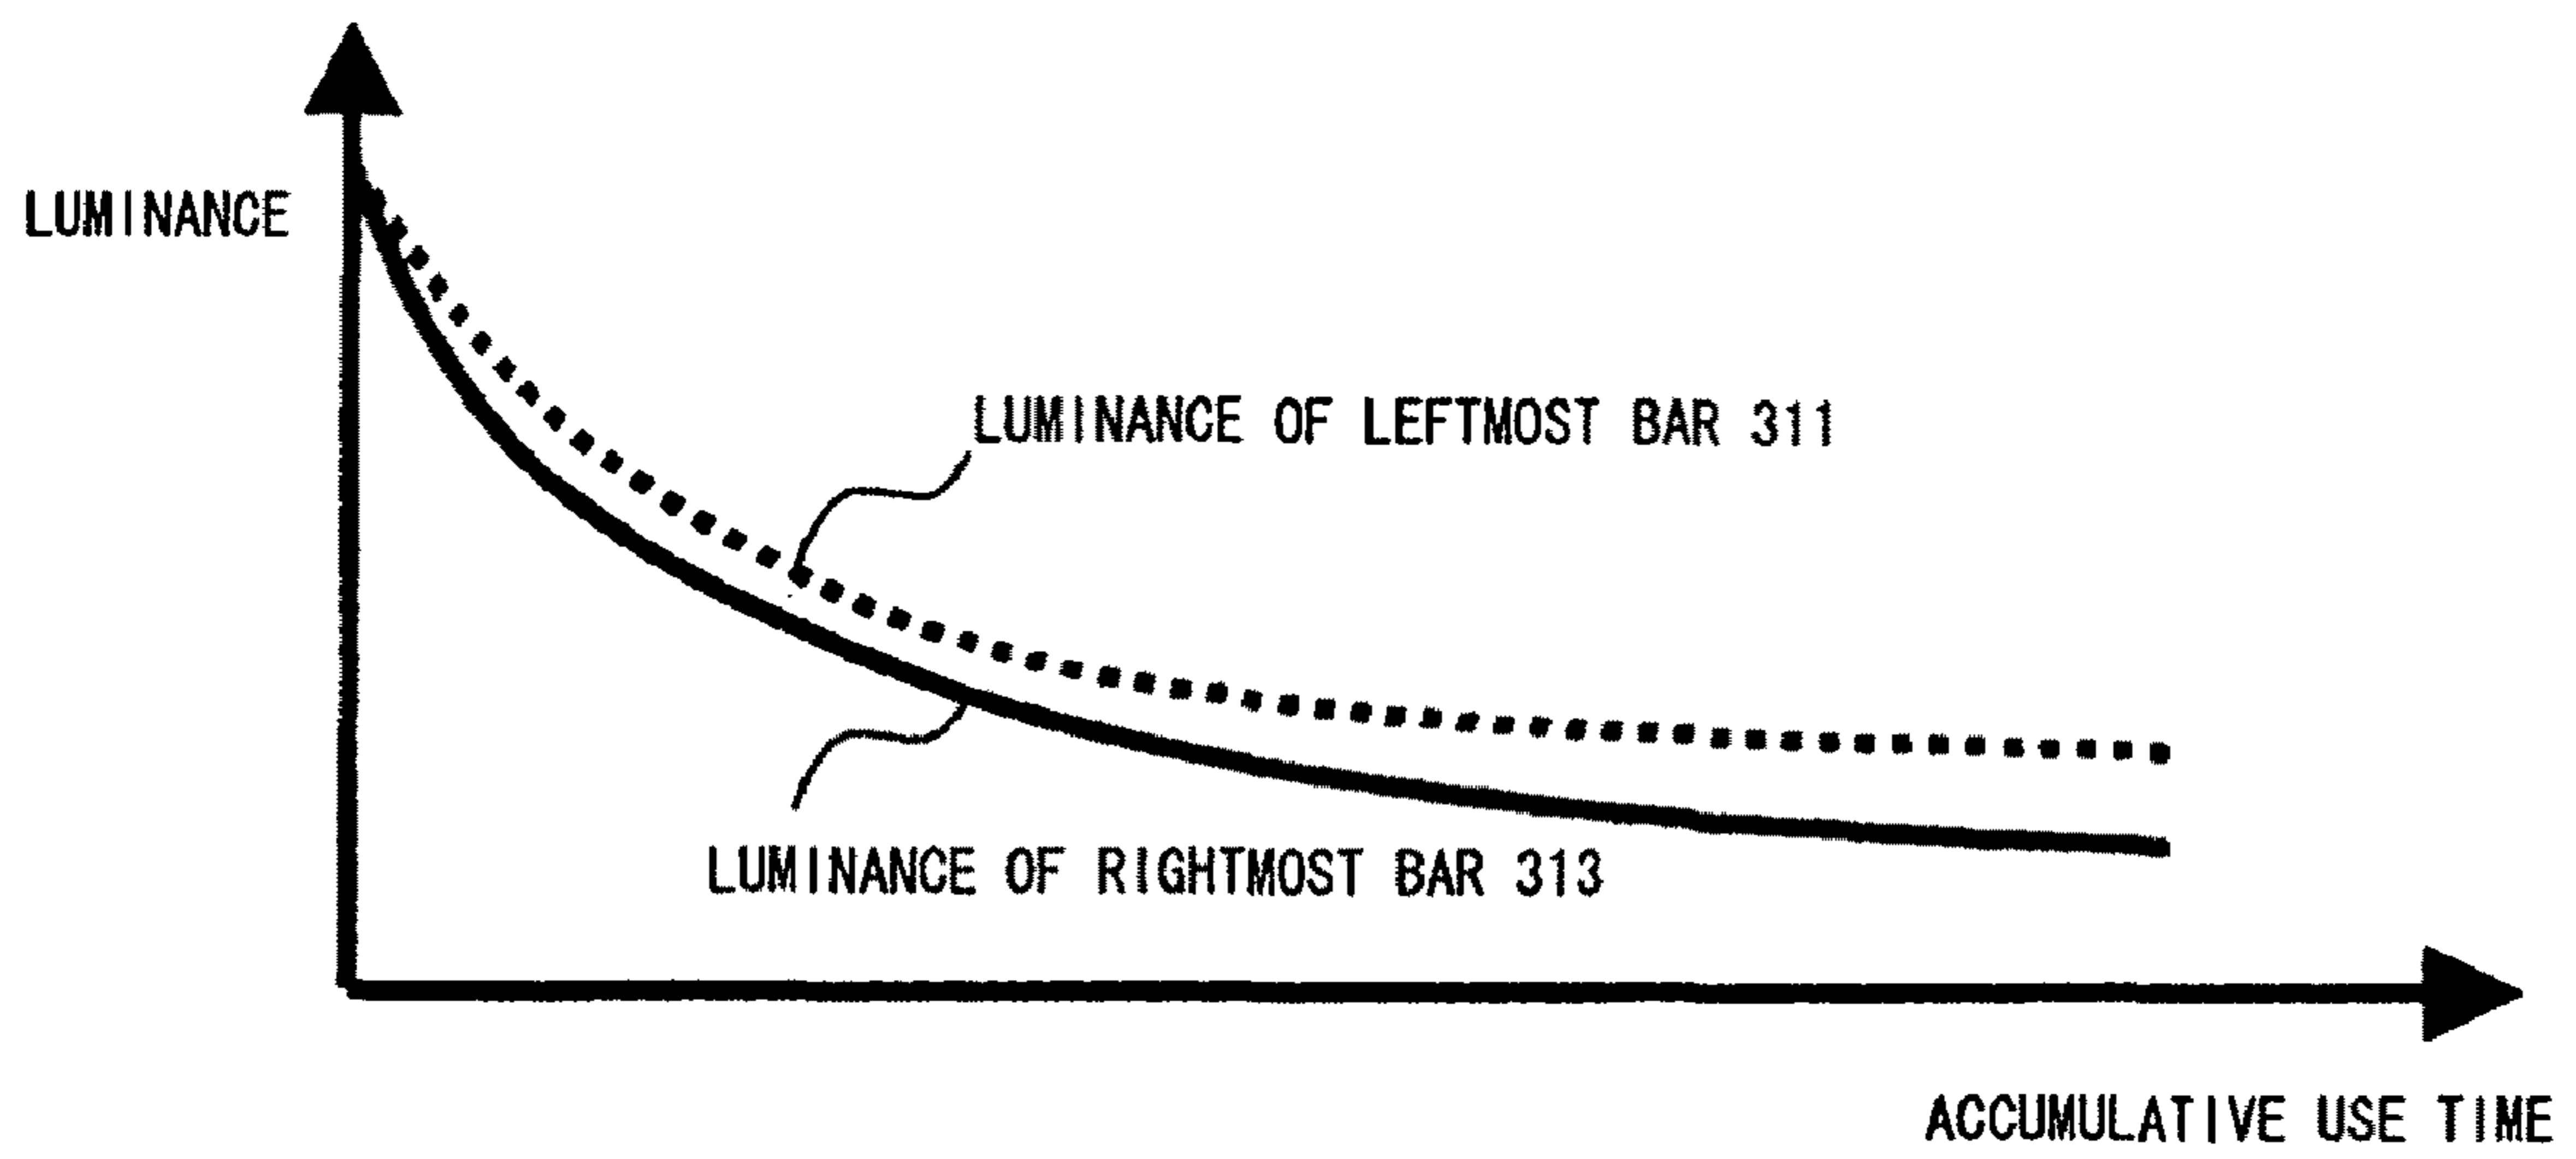 LUMINANCE
LUMINANCE OF LEFTMOST BAR 311
LUMINANCE OF RIGHTMOST BAR 313
ACCUMULATIVE USE TIME